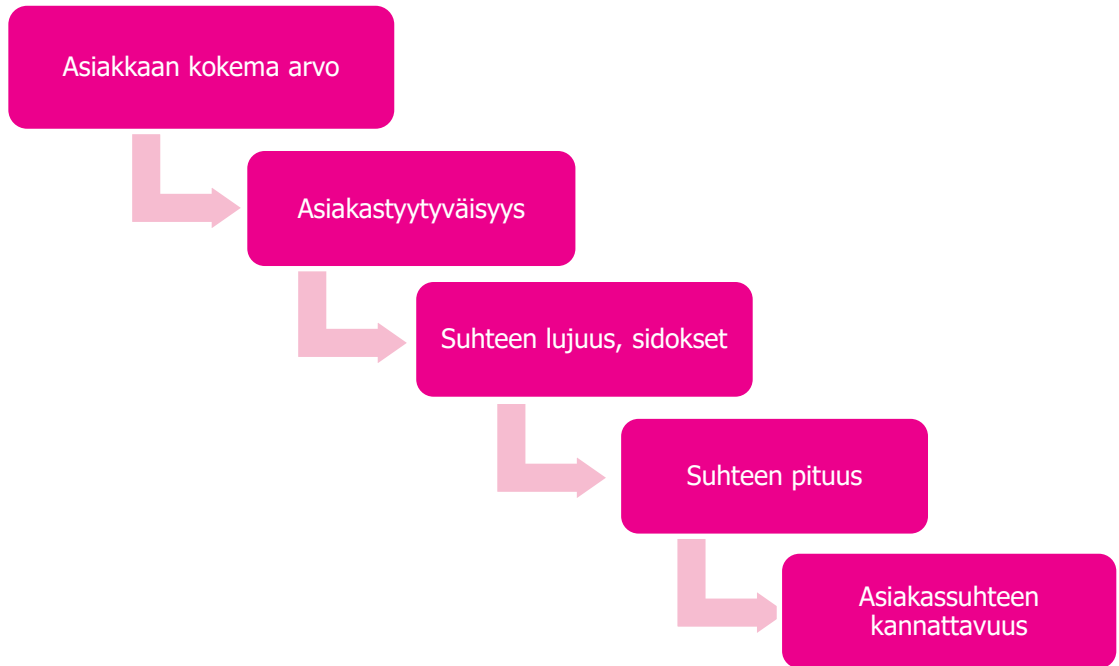 Asiakkaan kokema arvo
Asiakastyytyväisyys
Suhteen lujuus, sidokset
Suhteen pituus
Asiakassuhteen
kannattavuus